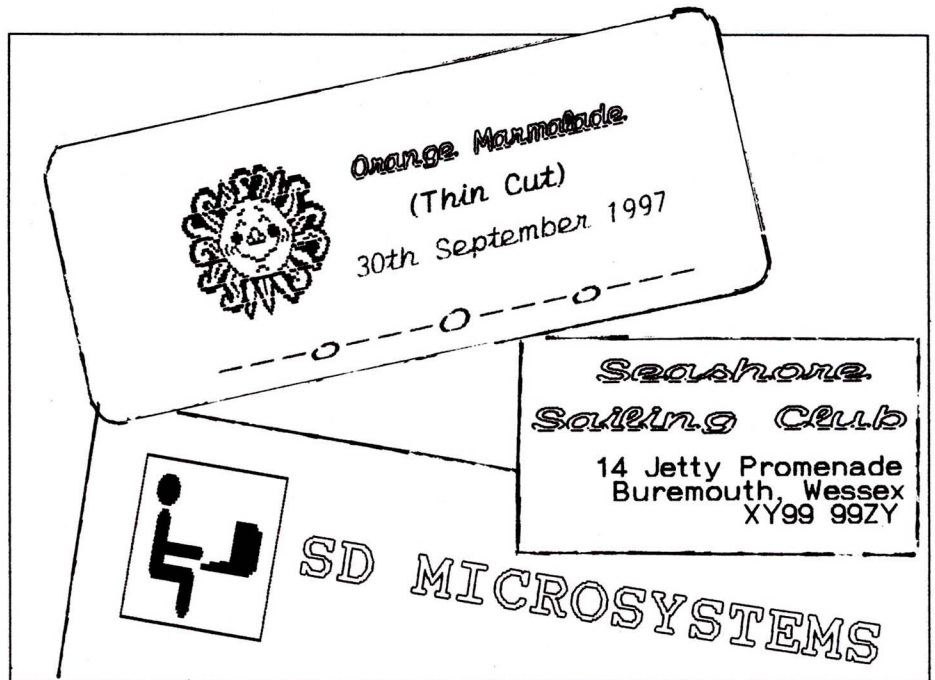 Orange Marmalade
(Thin Cut)
30th September 1997
Seashore
Sailing Club
14 Jetty Promenade
Buremouth, Wessex
XY99 99ZY
SD MICROSYSTEMS